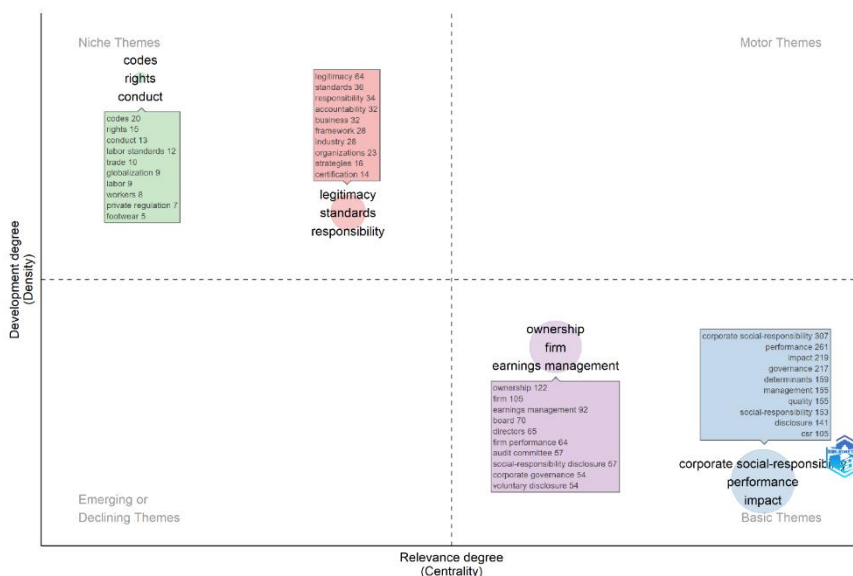 Niche Themes
Motor Themes
codes
rights
conduct
codes 20
rights 15
conduct 13
labor standards 12
trade 10
globalization 9
labor 9
workers 8
private regulation 7
footwear 5
legitimacy 64
standards 36
responsibility 34
accountability 32
business 32
framework 28
industry 28
organizations 23
strategies 16
certification 14
legitimacy
standards
responsibility
Development degree
(Density)
ownership
firm
earnings management
ownership 122
firm 105
earnings management 92
board 70
directors 65
firm performance 64
audit committee 57
social-responsibility disclosure 57
corporate governance 54
voluntary disclosure 54
corporate social-responsibility 307
performance 261
impact 219
governance 217
determinants 159
management 155
quality 155
social-responsibility 153
disclosure 141
csr 105
corporate social-responsibility
performance
impact
Emerging or
Declining Themes
Basic Themes
Relevance degree
(Centrality)